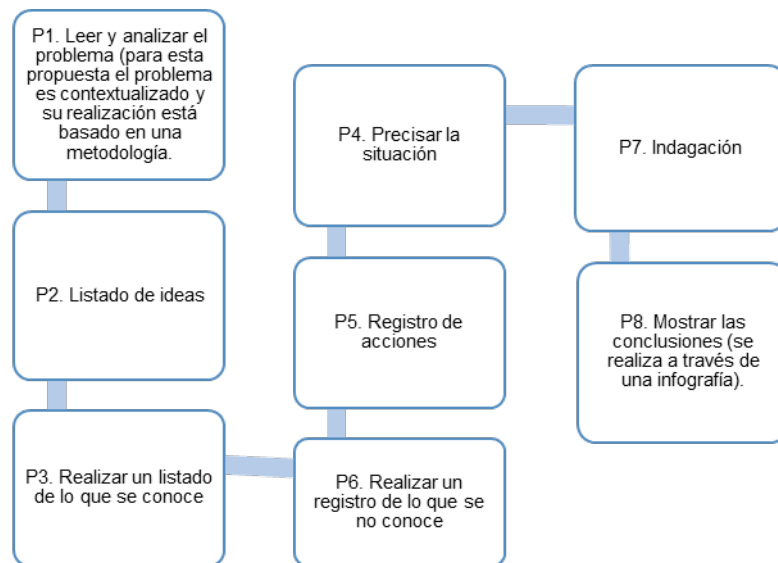 P1. Leer y analizar el
problema (para esta
propuesta el problema
es contextualizado y
su realización está
basado en una
metodología.
P2. Listado de ideas
P3. Realizar un listado
de lo que se conoce
P4. Precisar la
situación
P5. Registro de
acciones
P6. Realizar un
registro de lo que se
no conoce
P7. Indagación
P8. Mostrar las
conclusiones (se
realiza a través de
una infografía).